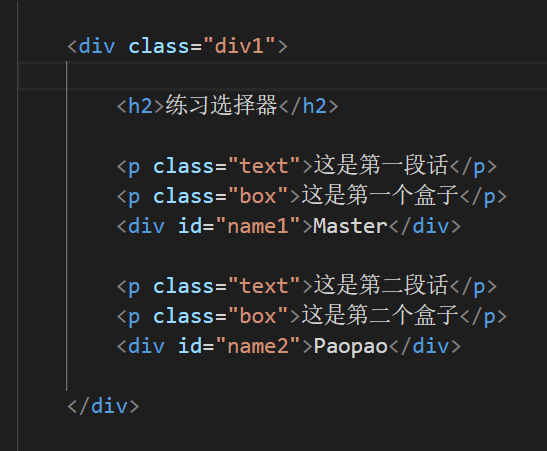 <div class="div1">
<h2>练习选择器</h2>
<p class="text">这是第一段话</p>
<p class="box">这是第一个盒子</p>
<div id="name1">Master</div>
<p class="text">这是第二段话</p>
<p class="box">这是第二个盒子</p>
<div id="name2">Paopao</div>
</div>